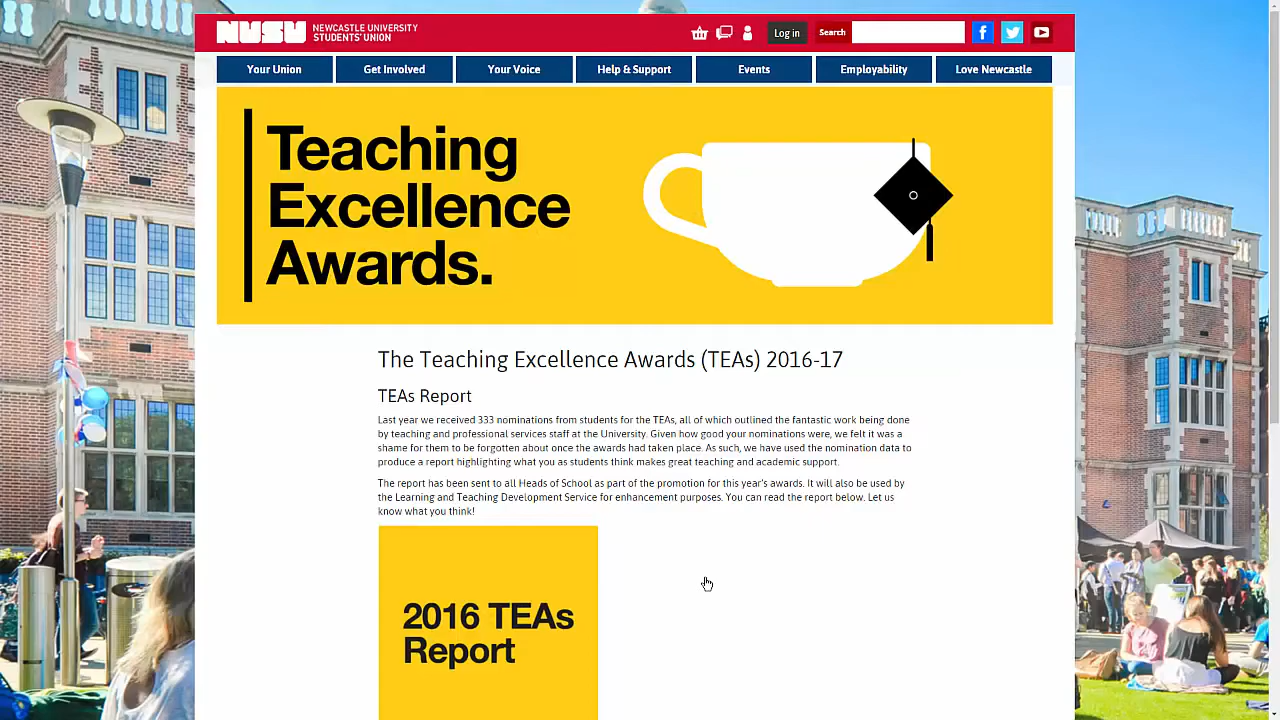 NUSU NEWCASTLE UNIVERSITY
STUDENTS' UNION
Log in
Search
Your Union
Get Involved
Your Voice
Help & Support
Events
Employability
Love Newcastle
Teaching
Excellence
Awards.
The Teaching Excellence Awards (TEAs) 2016-17
TEAs Report
Last year we received 333 nominations from students for the TEAs, all of which outlined the fantastic work being done
by teaching and professional services staff at the University. Given how good your nominations were, we felt it was a
shame for them to be forgotten about once the awards had taken place. As such, we have used the nomination data to
produce a report highlighting what you as students think makes great teaching and academic support.
The report has been sent to all Heads of School as part of the promotion for this year's awards. It will also be used by
the Learning and Teaching Development Service for enhancement purposes. You can read the report below. Let us
know what you think!
2016 TEAs
Report